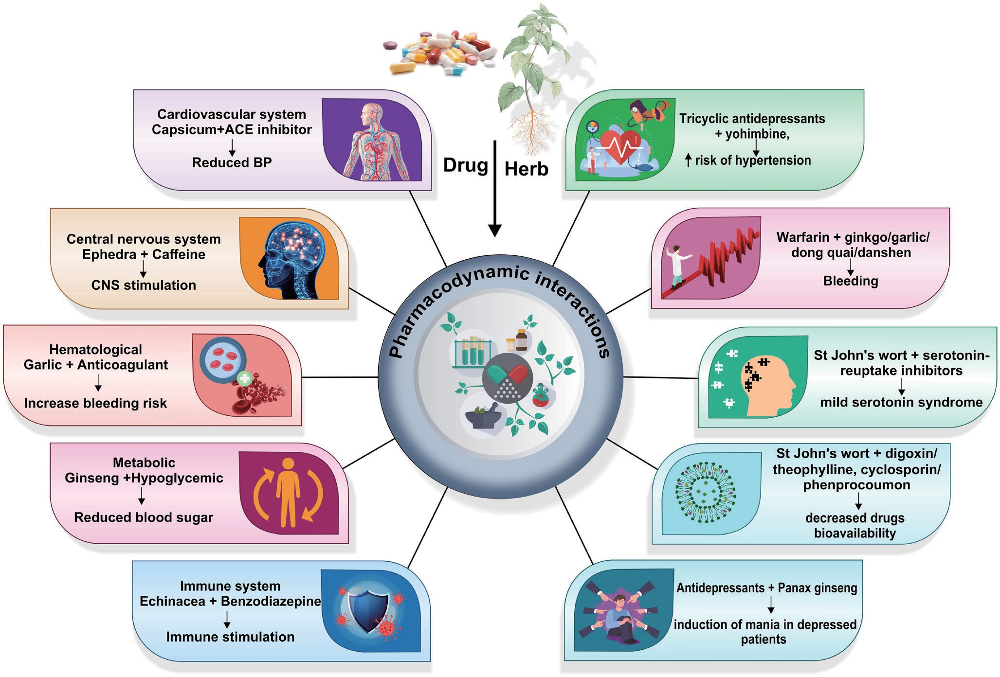 Drug
Herb
Pharmacodynamic interactions
Cardiovascular system
Capsicum+ACE inhibitor
Reduced BP
Central nervous system
Ephedra + Caffeine
CNS stimulation
Hematological
Garlic + Anticoagulant
Increase bleeding risk
Metabolic
Ginseng +Hypoglycemic
Reduced blood sugar
Immune system
Echinacea + Benzodiazepine
Immune stimulation
Tricyclic antidepressants
+ yohimbine,
risk of hypertension
Warfarin + ginkgo/garlic/
dong quai/danshen
Bleeding
St John's wort + serotonin-
reuptake inhibitors
mild serotonin syndrome
St John's wort + digoxin/
theophylline, cyclosporin/
phenprocoumon
decreased drugs
bioavailability
Antidepressants + Panax ginseng
induction of mania in depressed
patients